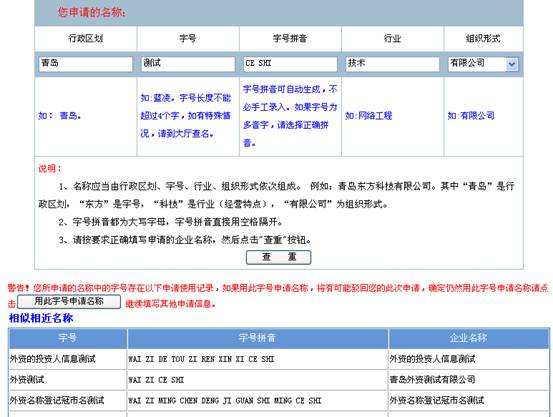 您申请的名称:
行政区划 字号 字号拼音 行业 组织形式
青岛 测试 CE SHI 技术 有限公司
如: 青岛。 如:蓝凌。字号长度不能超过4个字,如有特殊情况,请到大厅查名。 字号拼音可自动生成,不必手工录入。如果字号为多音字,请选择正确拼音。 如:网络工程 如:有限公司
说明:
1、名称应当由行政区划、字号、行业、组织形式依次组成。 例如:青岛东方科技有限公司。其中“青岛”是行
政区划,“东方”是字号,“科技”是行业(经营特点),“有限公司”为组织形式。
2、字号拼音都为大写字母,字号拼音直接用空格隔开。
3、请按要求正确填写申请的企业名称,然后点击"查重"按钮。
查 重
警告! 您所申请的名称中的字号存在以下申请使用记录,如果用此字号申请名称,将有可能驳回您的此次申请,确定仍然用此字号申请名称请点
击 用此字号申请名称 继续填写其他申请信息。
相似相近名称
字号 字号拼音 企业名称
外资的投资人信息测试 WAI ZI DE TOU ZI REN XIN XI CE SHI 外资的投资人信息测试
外资测试 WAI ZI CE SHI 青岛外资测试有限公司
外资名称登记冠市名测试 WAI ZI MING CHEN DENG JI GUAN SHI MING CE SHI 外资名称登记冠市名测试